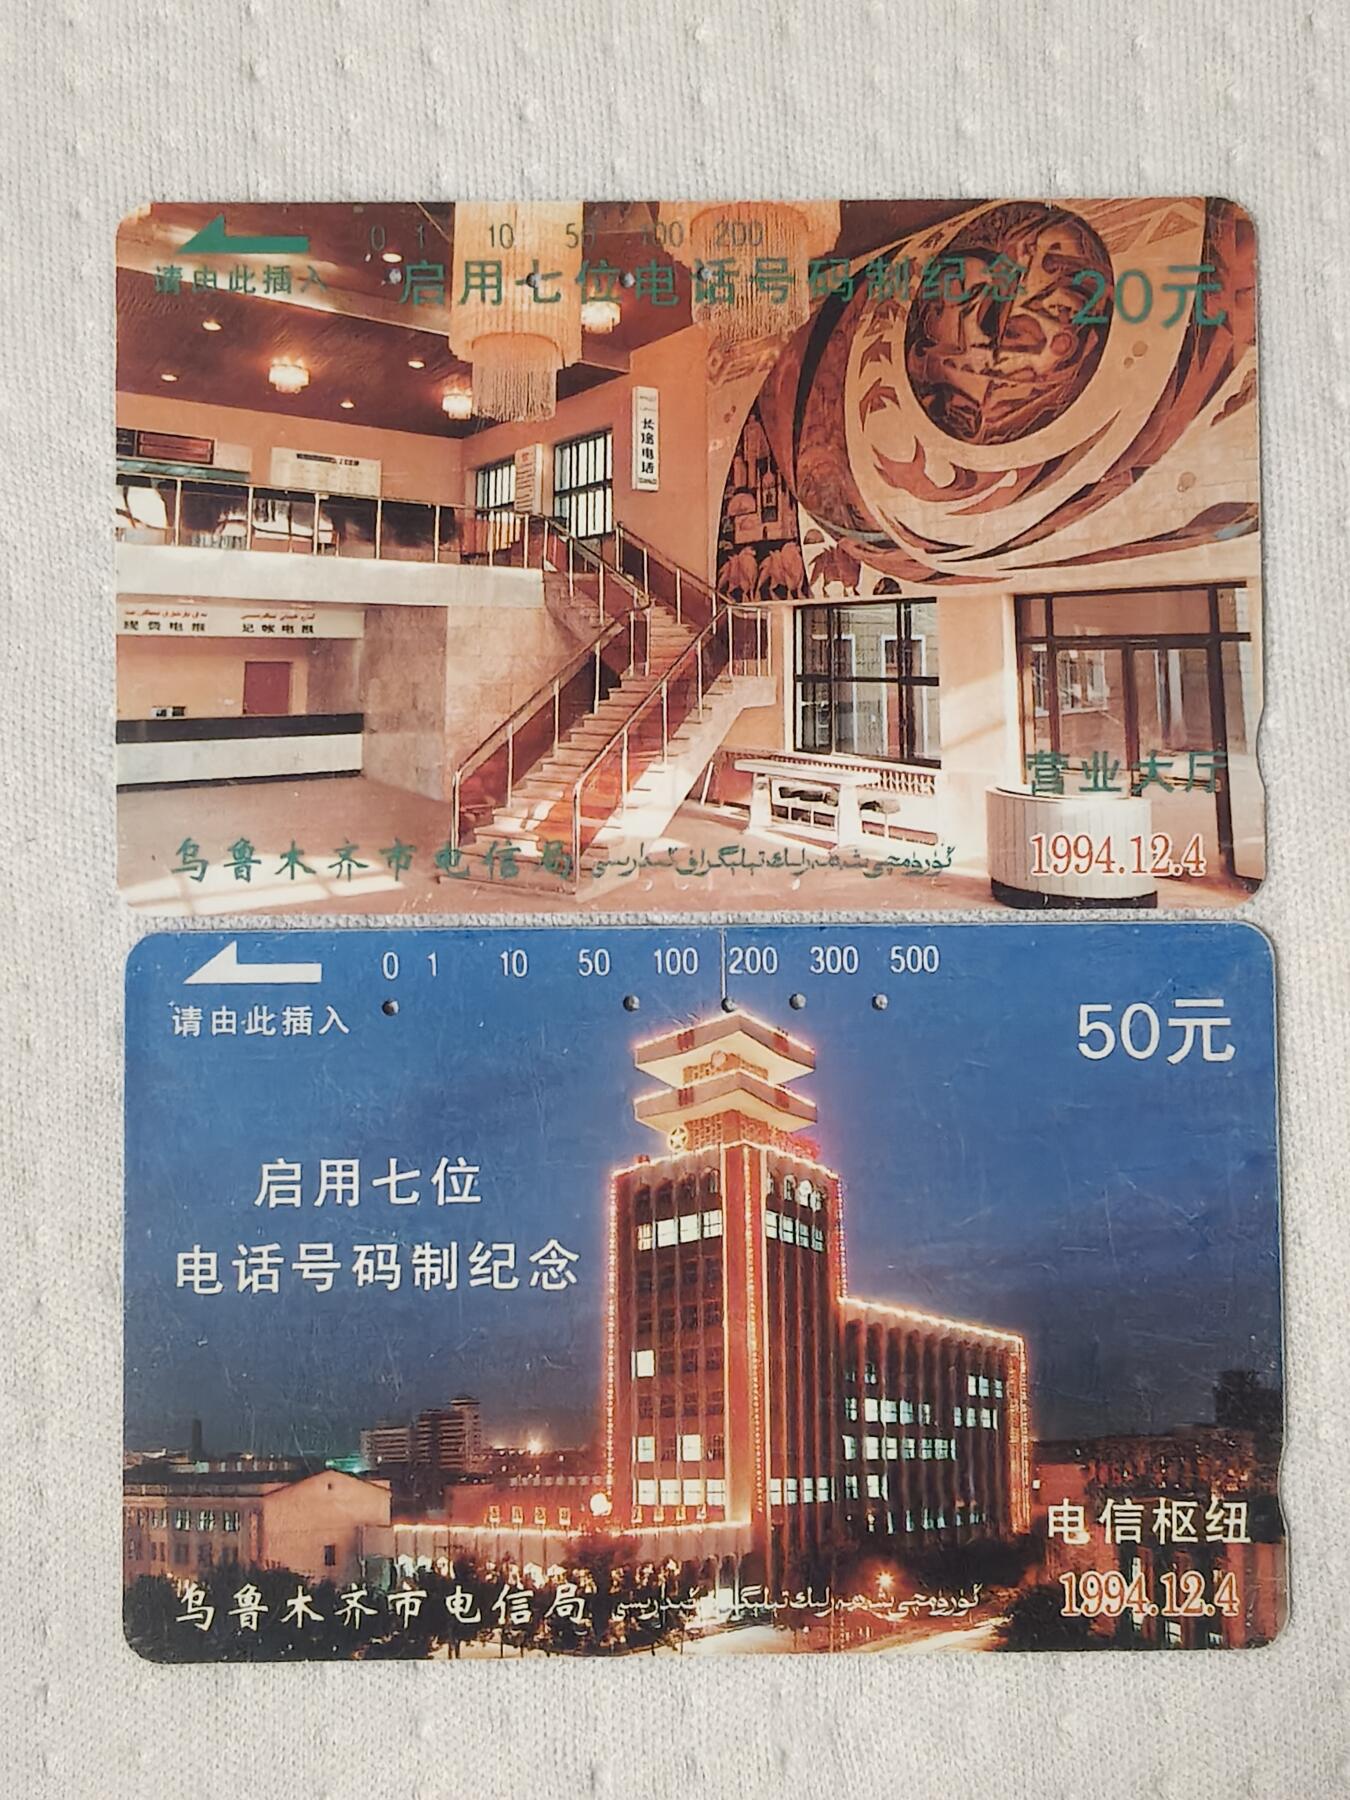 0 1 10 50 100 200
请由此插入
启用七位电话号码制纪念
20元
长途电话
现费电报 记帐电报
营业大厅
1994.12.4
乌鲁木齐市电信局
0 1 10 50 100 200 300 500
请由此插入
50元
启用七位
电话号码制纪念
电信枢纽
1994.12.4
乌鲁木齐市电信局